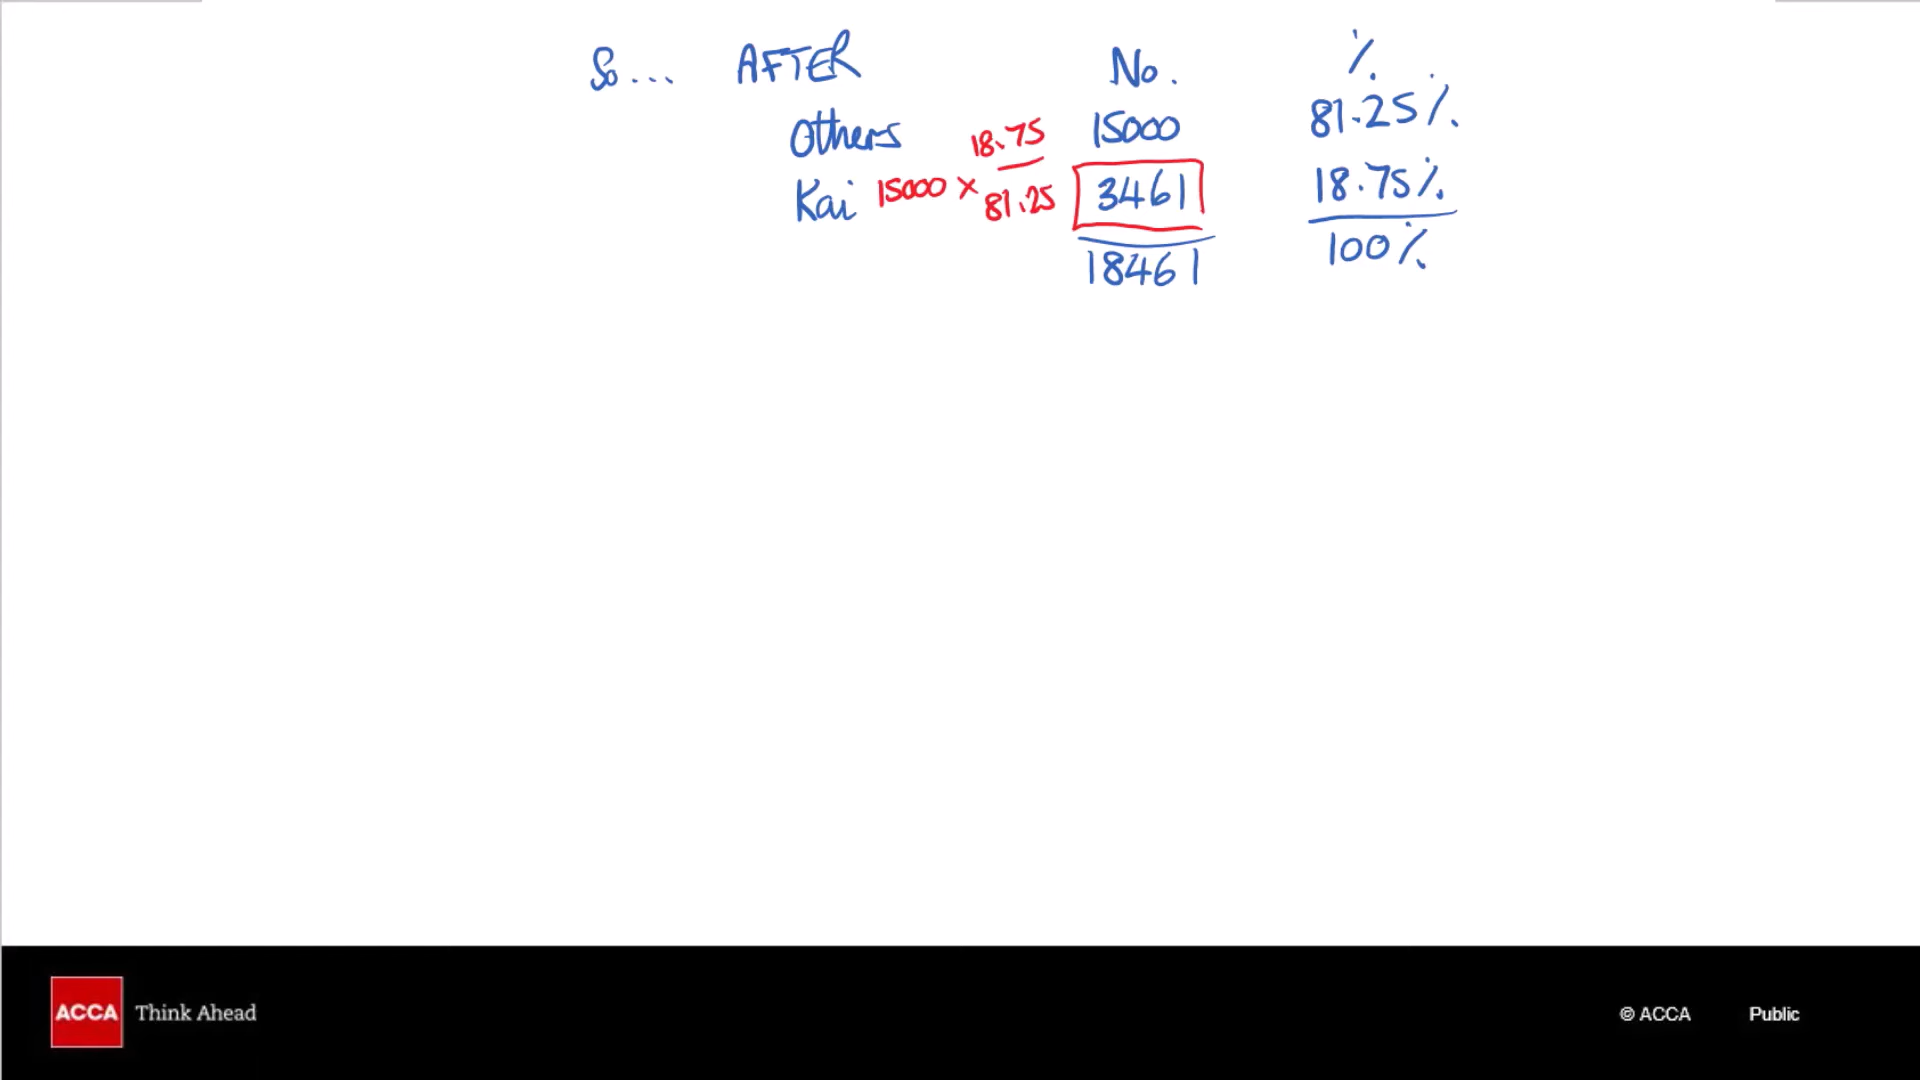 So... AFTER No. %
Others 15000 81.25%
Kai 15000 × 18.75/81.25 3461 18.75%
18461 100%
ACCA Think Ahead © ACCA Public